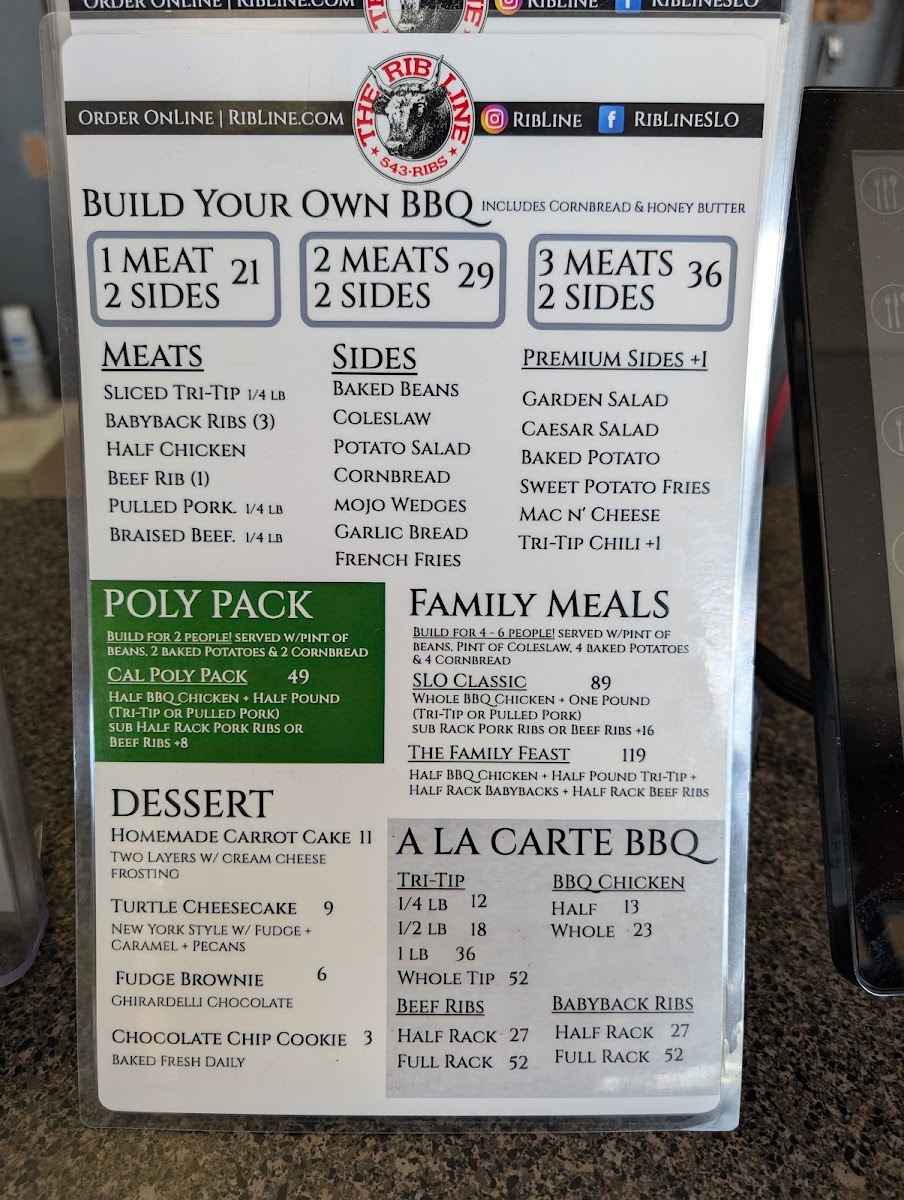 Order OnLine | RibLine.com
RibLine
RibLineSLO
THE RIB LINE
543·RIBS
Order OnLine | RibLine.com
RibLine
RibLineSLO
Build Your Own BBQ includes Cornbread & Honey Butter
1 MEAT
2 SIDES
21
2 MEATS
2 SIDES
29
3 MEATS
2 SIDES
36
Meats
Sliced Tri-Tip 1/4 lb
Babyback Ribs (3)
Half Chicken
Beef Rib (1)
Pulled Pork. 1/4 lb
Braised Beef. 1/4 lb
Sides
Baked Beans
Coleslaw
Potato Salad
Cornbread
mojo Wedges
Garlic Bread
French Fries
Premium Sides +1
Garden Salad
Caesar Salad
Baked Potato
Sweet Potato Fries
Mac n' Cheese
Tri-Tip Chili +1
POLY PACK
Build for 2 people! served w/pint of
beans, 2 baked Potatoes & 2 Cornbread
Cal Poly Pack 49
Half BBQ Chicken + Half Pound
(Tri-Tip or Pulled Pork)
sub Half Rack Pork Ribs or
Beef Ribs +8
Family Meals
Build for 4 - 6 people! served w/pint of
beans, Pint of Coleslaw, 4 baked Potatoes
& 4 Cornbread
SLO Classic 89
Whole BBQ Chicken + One Pound
(Tri-Tip or Pulled Pork)
sub Rack Pork Ribs or Beef Ribs +16
The Family Feast 119
Half BBQ Chicken + Half Pound Tri-Tip +
Half Rack Babybacks + Half Rack Beef Ribs
DESSERT
Homemade Carrot Cake 11
Two Layers w/ cream cheese
frosting
Turtle Cheesecake 9
New York Style w/ Fudge +
Caramel + Pecans
Fudge Brownie 6
Ghirardelli Chocolate
Chocolate Chip Cookie 3
Baked Fresh Daily
A LA CARTE BBQ
Tri-Tip
1/4 lb 12
1/2 lb 18
1 lb 36
Whole Tip 52
BBQ Chicken
Half 13
Whole 23
Beef Ribs
Half Rack 27
Full Rack 52
Babyback Ribs
Half Rack 27
Full Rack 52